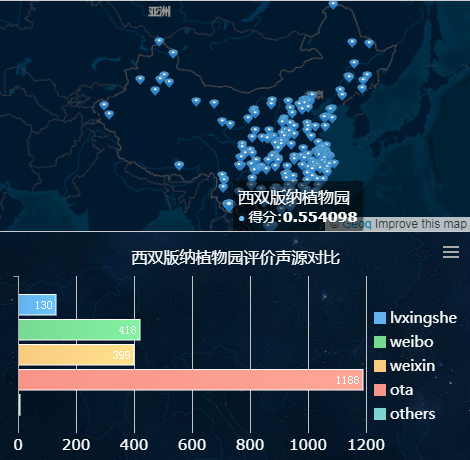 亚洲
西双版纳植物园
得分:0.554098
© Geoq Improve this map
西双版纳植物园评价声源对比
130
418
399
1188
lvxingshe
weibo
weixin
ota
others
0 200 400 600 800 1000 1200